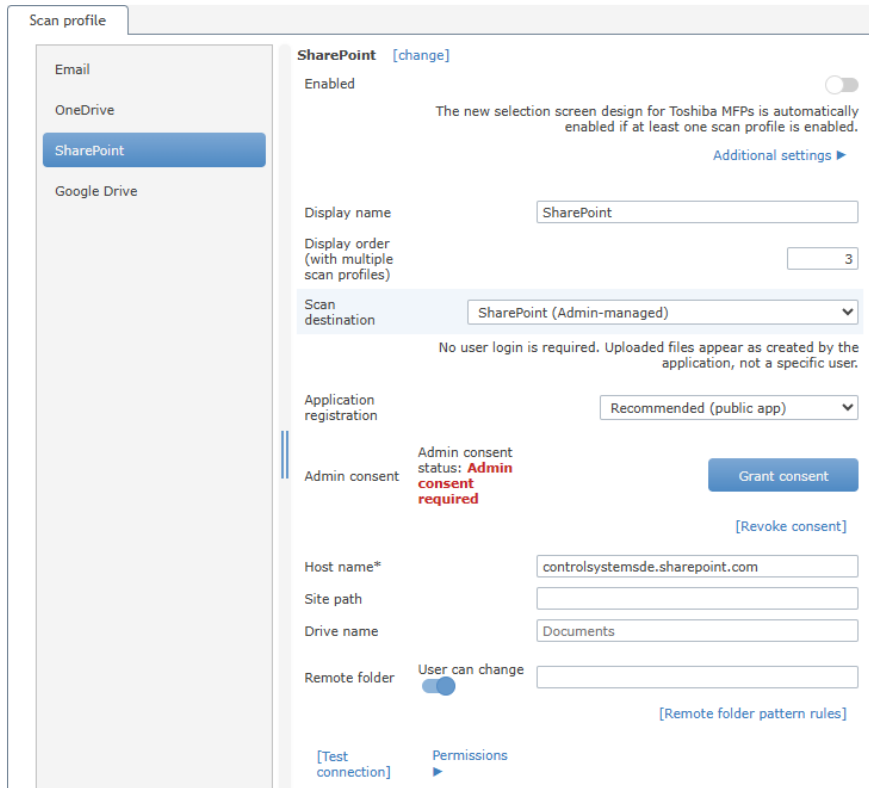 Scan profile
Email
OneDrive
SharePoint
Google Drive
SharePoint [change]
Enabled
The new selection screen design for Toshiba MFPs is automatically
enabled if at least one scan profile is enabled.
Additional settings ►
Display name
SharePoint
Display order
(with multiple
scan profiles)
3
Scan
destination
SharePoint (Admin-managed)
No user login is required. Uploaded files appear as created by the
application, not a specific user.
Application
registration
Recommended (public app)
Admin consent
Admin consent
status: Admin
consent
required
Grant consent
[Revoke consent]
Host name*
controlsystemsde.sharepoint.com
Site path
Drive name
Documents
Remote folder
User can change
[Remote folder pattern rules]
[Test
connection]
Permissions
►